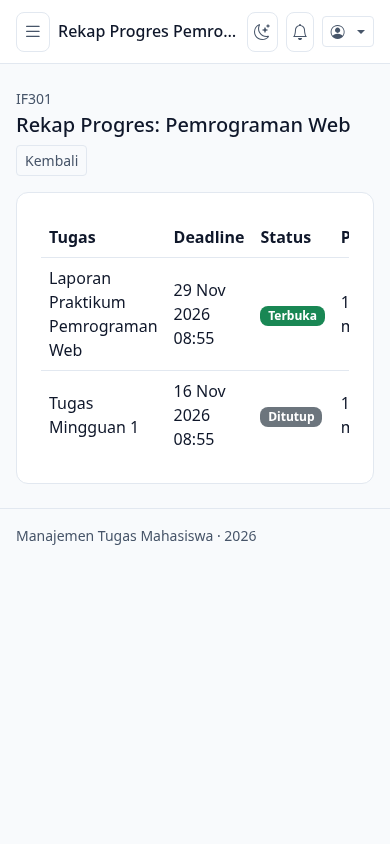 Rekap Progres Pemro...
IF301
Rekap Progres: Pemrograman Web
Kembali
Tugas Deadline Status P
Laporan
Praktikum
Pemrograman
Web
29 Nov
2026
08:55
Terbuka
1
Tugas
Mingguan 1
16 Nov
2026
08:55
Ditutup
1
Manajemen Tugas Mahasiswa · 2026